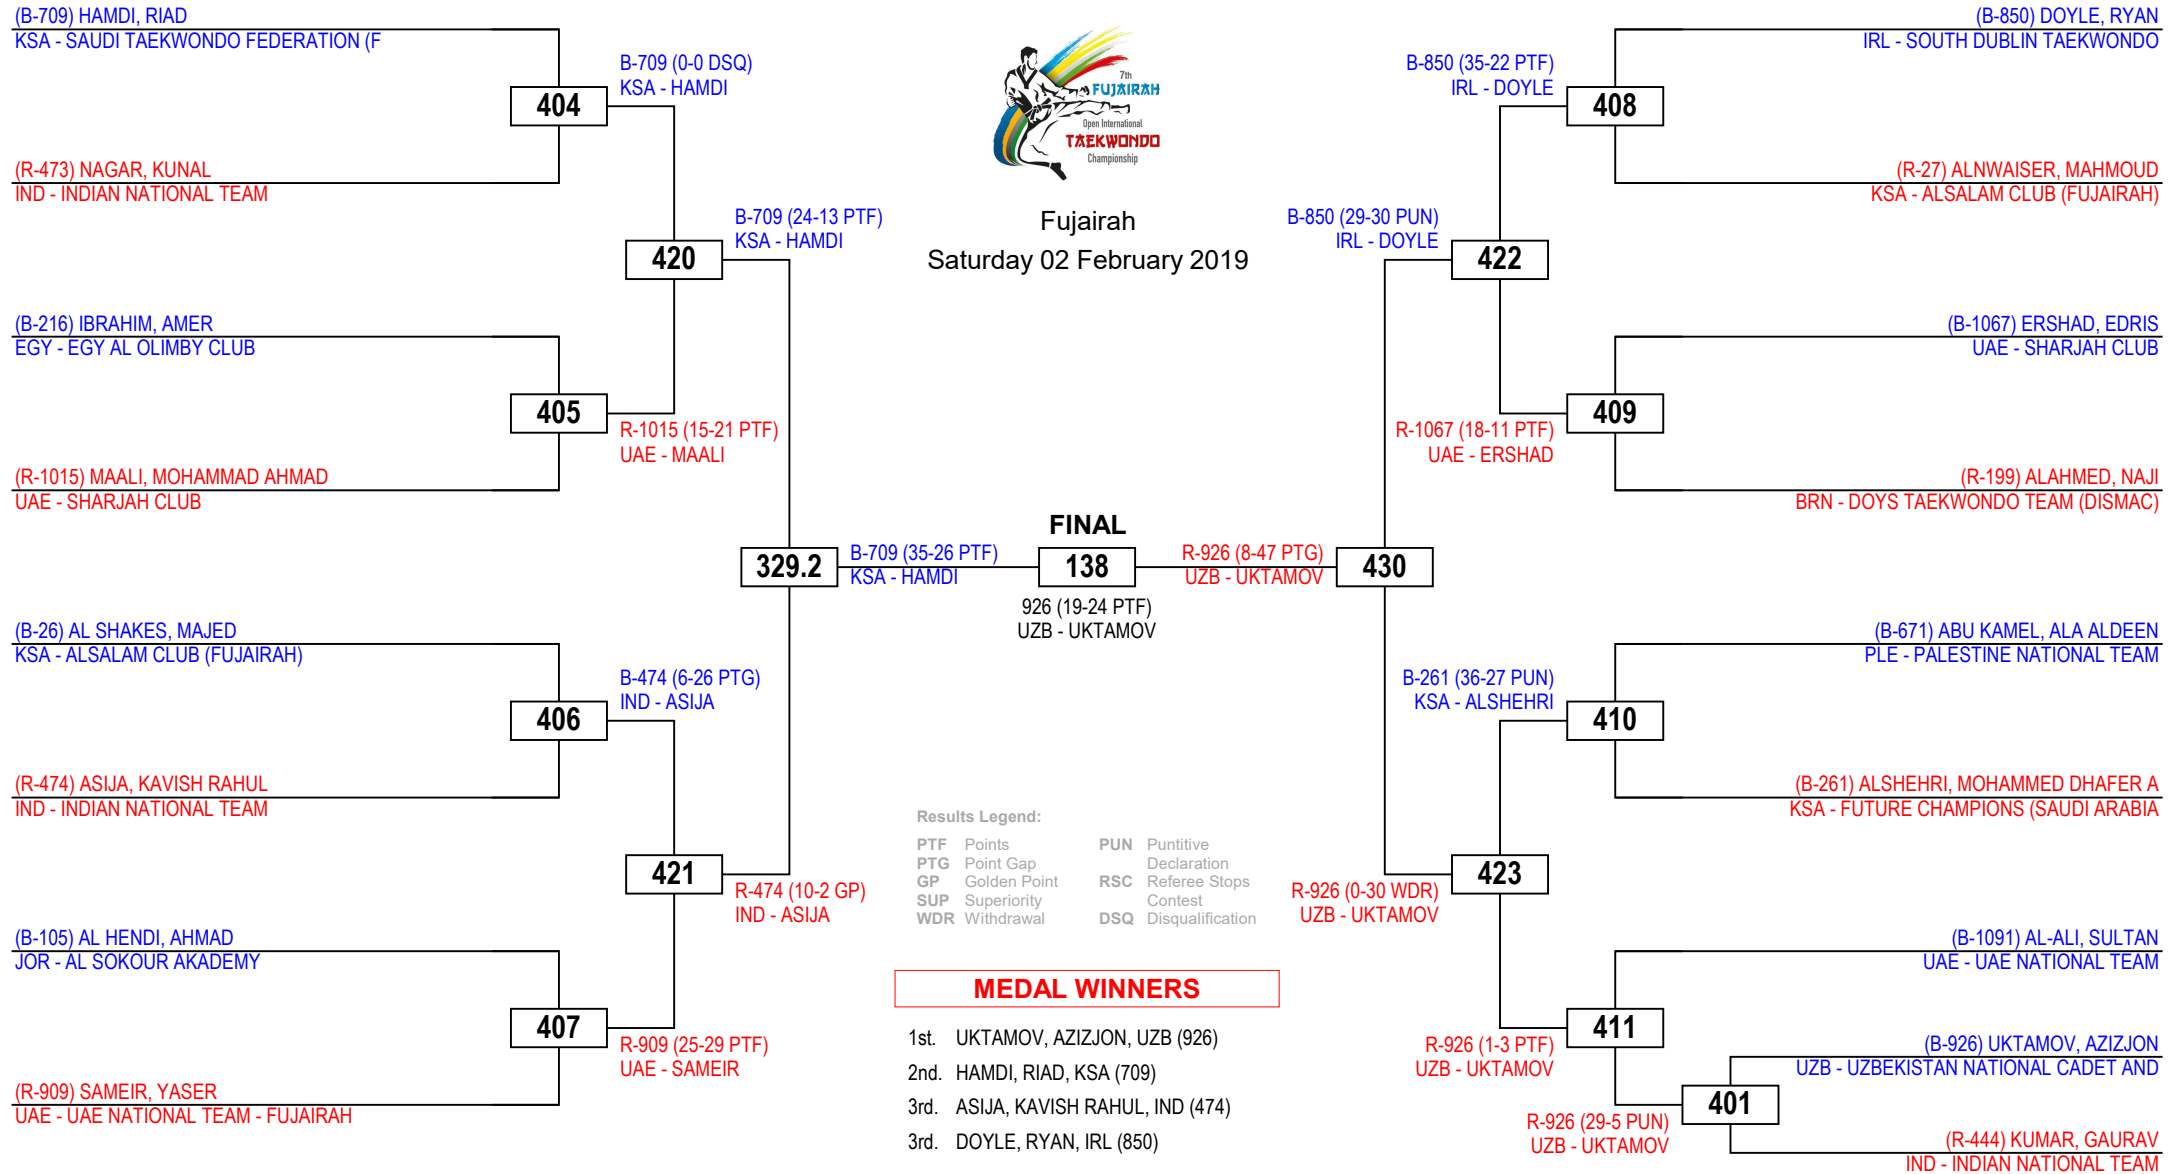 (B-709) HAMDI, RIAD
KSA - SAUDI TAEKWONDO FEDERATION (F
B-709 (0-0 DSQ)
KSA - HAMDI
404
(R-473) NAGAR, KUNAL
IND - INDIAN NATIONAL TEAM
B-709 (24-13 PTF)
KSA - HAMDI
420
(B-216) IBRAHIM, AMER
EGY - EGY AL OLIMBY CLUB
405
R-1015 (15-21 PTF)
UAE - MAALI
(R-1015) MAALI, MOHAMMAD AHMAD
UAE - SHARJAH CLUB
329.2
B-709 (35-26 PTF)
KSA - HAMDI
(B-26) AL SHAKES, MAJED
KSA - ALSALAM CLUB (FUJAIRAH)
B-474 (6-26 PTG)
IND - ASIJA
406
(R-474) ASIJA, KAVISH RAHUL
IND - INDIAN NATIONAL TEAM
421
R-474 (10-2 GP)
IND - ASIJA
(B-105) AL HENDI, AHMAD
JOR - AL SOKOUR AKADEMY
407
R-909 (25-29 PTF)
UAE - SAMEIR
(R-909) SAMEIR, YASER
UAE - UAE NATIONAL TEAM - FUJAIRAH
7th
FUJAIRAH
Open International
TAEKWONDO
Championship
Fujairah
Saturday 02 February 2019
FINAL
138
926 (19-24 PTF)
UZB - UKTAMOV
Results Legend:
PTF Points
PTG Point Gap
GP Golden Point
SUP Superiority
WDR Withdrawal
PUN Puntitive
Declaration
RSC Referee Stops
Contest
DSQ Disqualification
MEDAL WINNERS
1st. UKTAMOV, AZIZJON, UZB (926)
2nd. HAMDI, RIAD, KSA (709)
3rd. ASIJA, KAVISH RAHUL, IND (474)
3rd. DOYLE, RYAN, IRL (850)
(B-850) DOYLE, RYAN
IRL - SOUTH DUBLIN TAEKWONDO
B-850 (35-22 PTF)
IRL - DOYLE
408
(R-27) ALNWAISER, MAHMOUD
KSA - ALSALAM CLUB (FUJAIRAH)
B-850 (29-30 PUN)
IRL - DOYLE
422
(B-1067) ERSHAD, EDRIS
UAE - SHARJAH CLUB
409
R-1067 (18-11 PTF)
UAE - ERSHAD
(R-199) ALAHMED, NAJI
BRN - DOYS TAEKWONDO TEAM (DISMAC)
R-926 (8-47 PTG)
UZB - UKTAMOV
430
(B-671) ABU KAMEL, ALA ALDEEN
PLE - PALESTINE NATIONAL TEAM
B-261 (36-27 PUN)
KSA - ALSHEHRI
410
(B-261) ALSHEHRI, MOHAMMED DHAFER A
KSA - FUTURE CHAMPIONS (SAUDI ARABIA
423
R-926 (0-30 WDR)
UZB - UKTAMOV
(B-1091) AL-ALI, SULTAN
UAE - UAE NATIONAL TEAM
411
R-926 (1-3 PTF)
UZB - UKTAMOV
(B-926) UKTAMOV, AZIZJON
UZB - UZBEKISTAN NATIONAL CADET AND
401
R-926 (29-5 PUN)
UZB - UKTAMOV
(R-444) KUMAR, GAURAV
IND - INDIAN NATIONAL TEAM